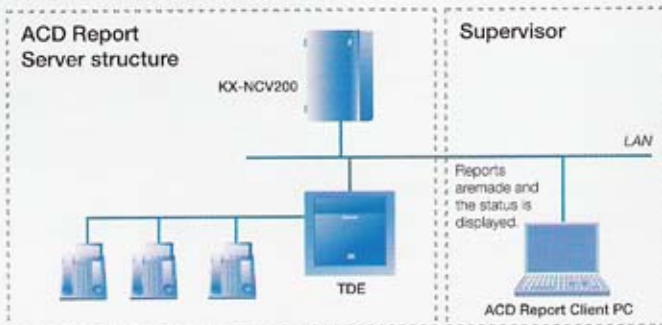 ACD Report
Server structure
KX-NCV200
TDE
Supervisor
LAN
Reports
aremade and
the status is
displayed.
ACD Report Client PC